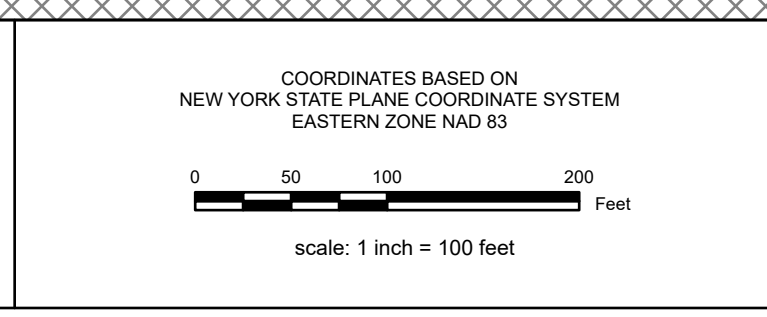 COORDINATES BASED ON
NEW YORK STATE PLANE COORDINATE SYSTEM
EASTERN ZONE NAD 83
0 50 100 200
Feet
scale: 1 inch = 100 feet